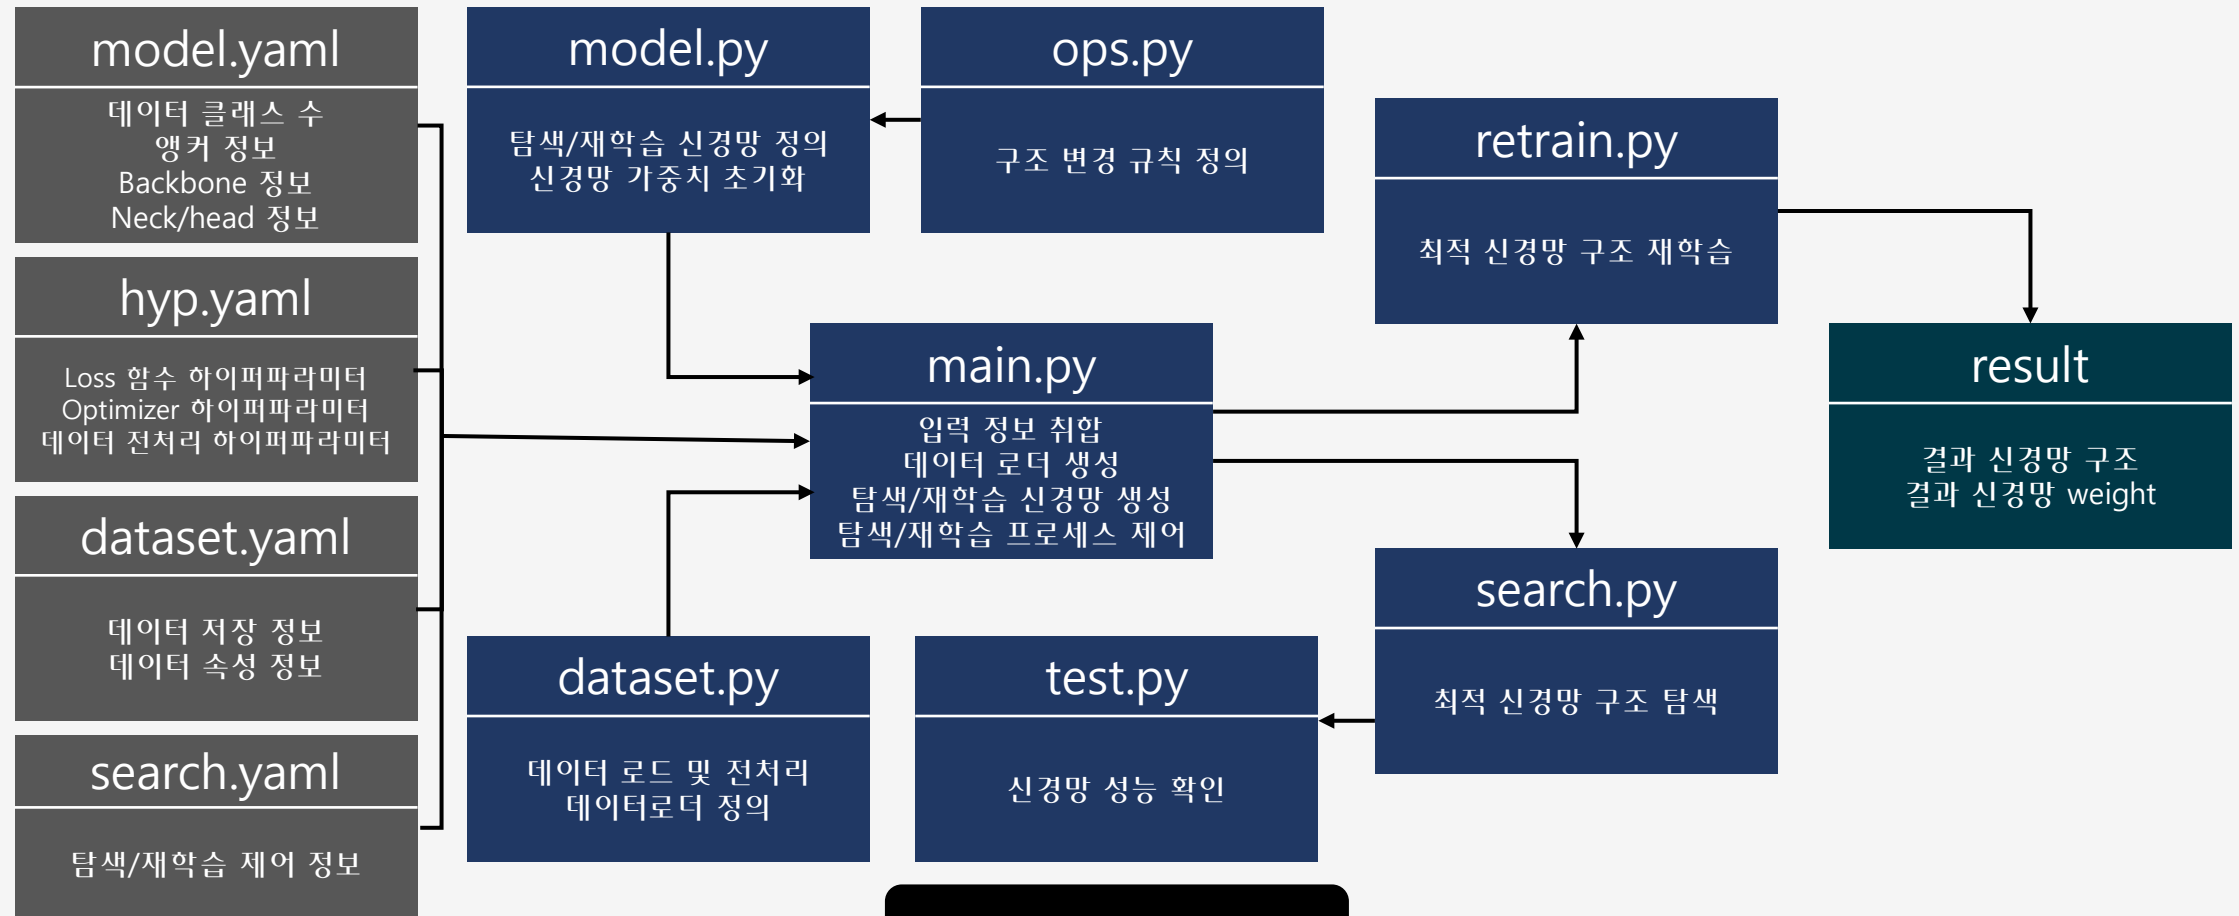 model.yaml
데이터 클래스 수
앵커 정보
Backbone 정보
Neck/head 정보
hyp.yaml
Loss 함수 하이퍼파라미터
Optimizer 하이퍼파라미터
데이터 전처리 하이퍼파라미터
dataset.yaml
데이터 저장 정보
데이터 속성 정보
search.yaml
탐색/재학습 제어 정보
model.py
탐색/재학습 신경망 정의
신경망 가중치 초기화
ops.py
구조 변경 규칙 정의
main.py
입력 정보 취합
데이터 로더 생성
탐색/재학습 신경망 생성
탐색/재학습 프로세스 제어
dataset.py
데이터 로드 및 전처리
데이터로더 정의
test.py
신경망 성능 확인
retrain.py
최적 신경망 구조 재학습
search.py
최적 신경망 구조 탐색
result
결과 신경망 구조
결과 신경망 weight